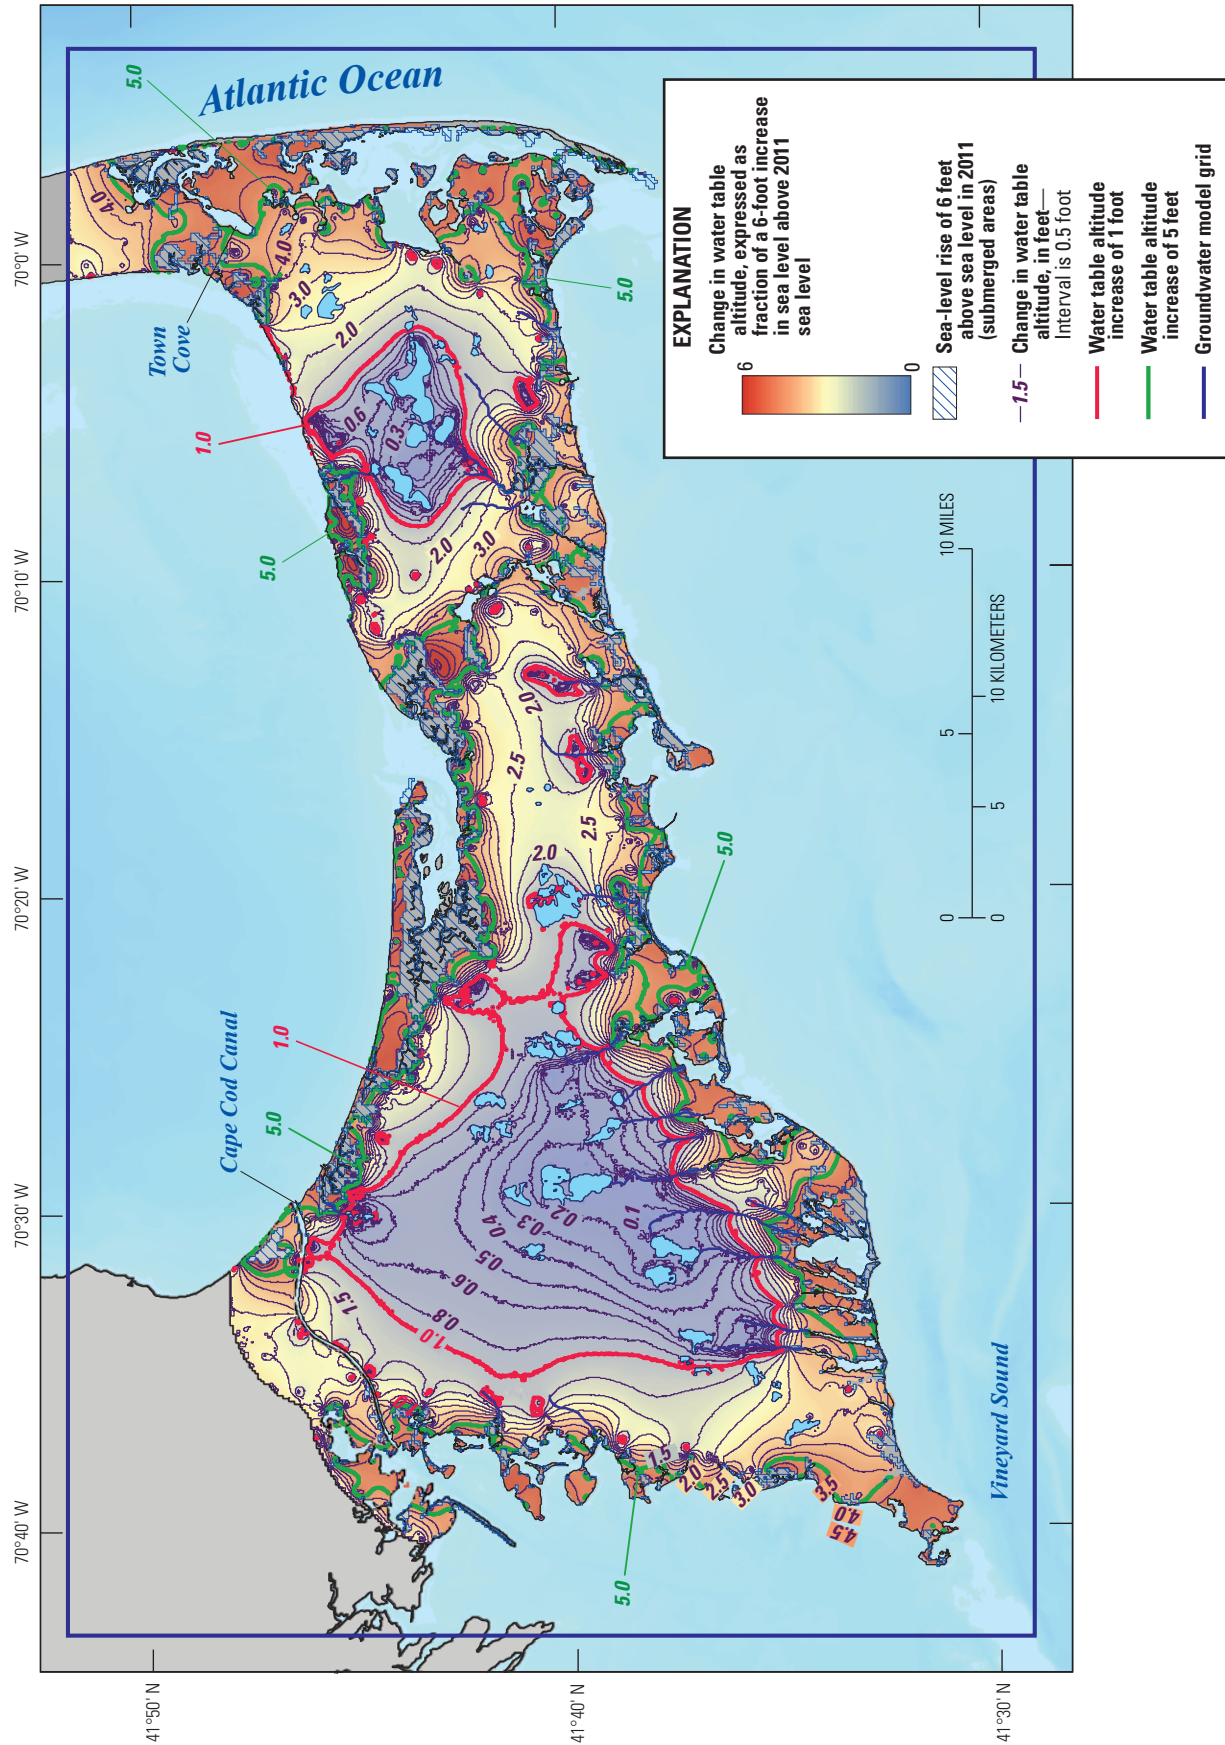 70°40' W
70°30' W
70°20' W
70°10' W
70°0' W
41°50' N
41°40' N
41°30' N
Atlantic Ocean
Town
Cove
Cape Cod Canal
Vineyard Sound
5.0
4.0
4.0
3.0
2.0
1.0
0.6
0.3
5.0
2.0
3.0
5.0
2.0
2.5
2.5
2.0
5.0
1.0
5.0
1.5
1.0
0.8
0.6
0.5
0.4
0.3
0.2
0.1
1.5
2.0
2.5
3.0
3.5
4.0
4.5
5.0
0 5 10 MILES
0 5 10 KILOMETERS
EXPLANATION
Change in water table
altitude, expressed as
fraction of a 6-foot increase
in sea level above 2011
sea level
6
0
Sea-level rise of 6 feet
above sea level in 2011
(submerged areas)
—1.5— Change in water table
altitude, in feet—
Interval is 0.5 foot
Water table altitude
increase of 1 foot
Water table altitude
increase of 5 feet
Groundwater model grid